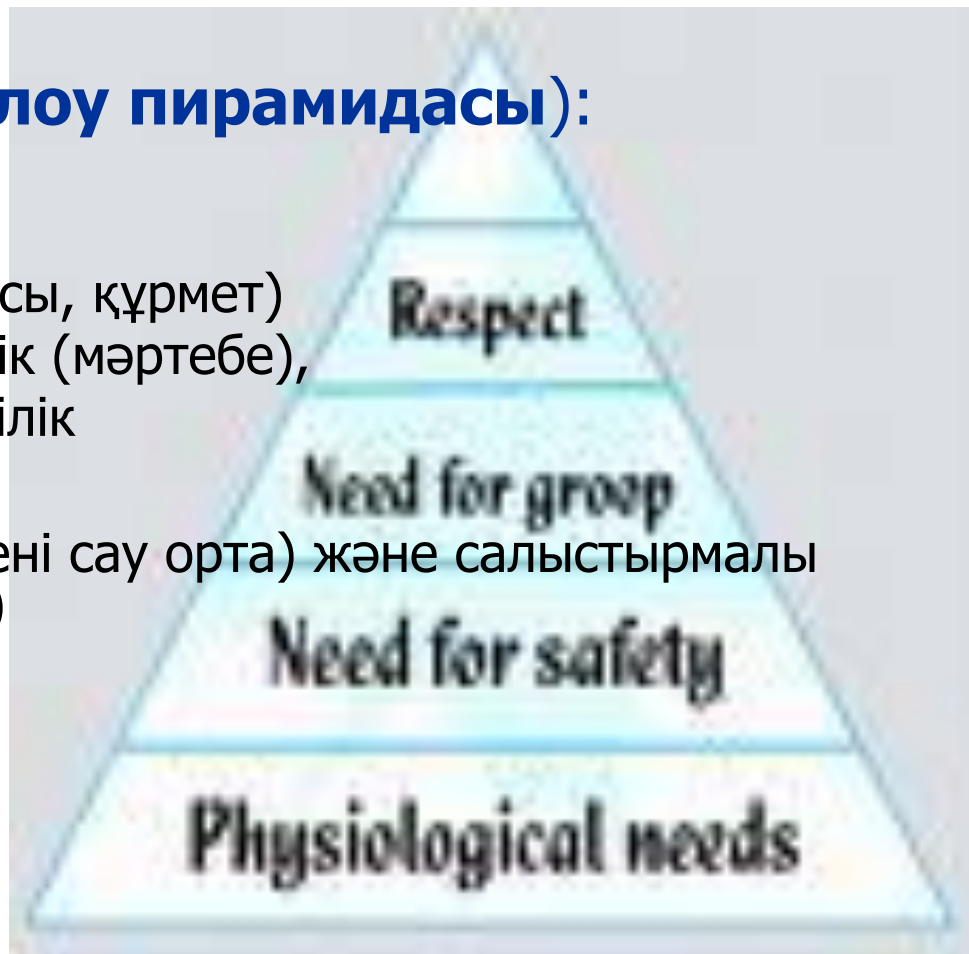 лоу пирамидасы):
сы, құрмет)
Respect
ік (мәртебе),
ілік
Need for groop
ені сау орта) және салыстырмалы
)
Need for safety
Physiological needs